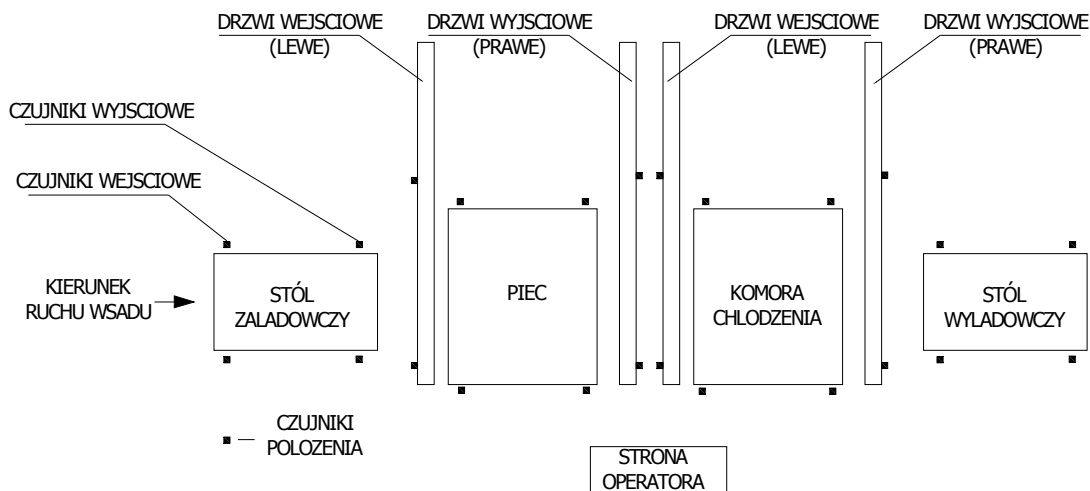 DRZWI WEJSCIOWE
(LEWE)
DRZWI WYJSCIOWE
(PRAWE)
DRZWI WEJSCIOWE
(LEWE)
DRZWI WYJSCIOWE
(PRAWE)
CZUJNIKI WYJSCIOWE
CZUJNIKI WEJSCIOWE
KIERUNEK
RUCHU WSADU
STÓL
ZALADOWCZY
PIEC
KOMORA
CHLODZENIA
STÓL
WYLADOWCZY
CZUJNIKI
POLOZENIA
STRONA
OPERATORA